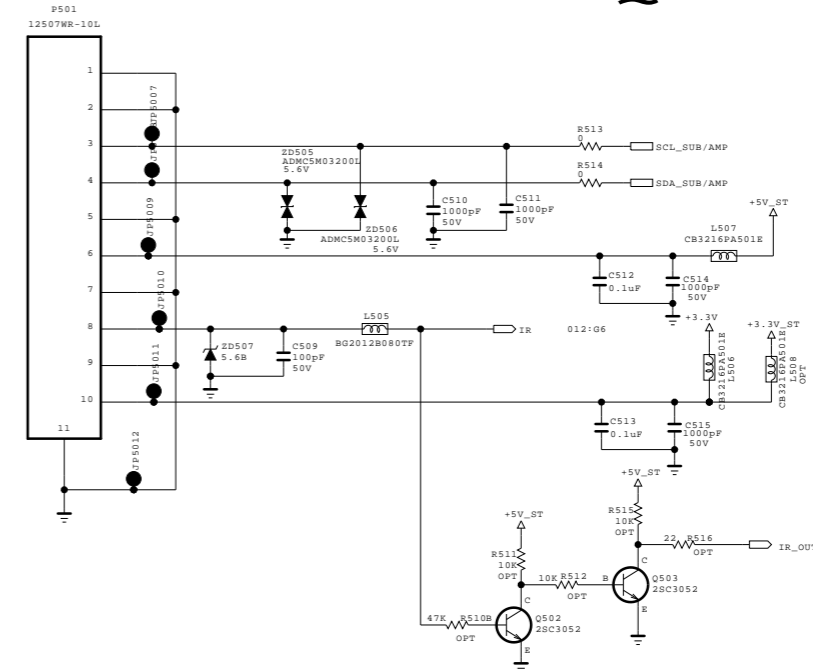 P501
12507WR-10L
1
2
3
4
5
6
7
8
9
10
11
JP5007
JP5009
JP5010
JP5011
JP5012
ZD505
ADMC5M03200L
5.6V
ZD506
ADMC5M03200L
5.6V
C510
1000pF
50V
C511
1000pF
50V
R513
0
SCL_SUB/AMP
R514
0
SDA_SUB/AMP
+5V_ST
L507
CB3216PA501E
C512
0.1uF
C514
1000pF
50V
ZD507
5.6B
C509
100pF
50V
L505
BG2012B080TF
IR
012:G6
+3.3V
CB3216PA501E
L506
+3.3V_ST
CB3216PA501E
L508
OPT
C513
0.1uF
C515
1000pF
50V
+5V_ST
R515
10K
OPT
22 R516
OPT
IR_OUT
+5V_ST
R511
10K
OPT
10K R512
OPT
B
C
E
Q503
2SC3052
47K R510
OPT
B
C
E
Q502
2SC3052